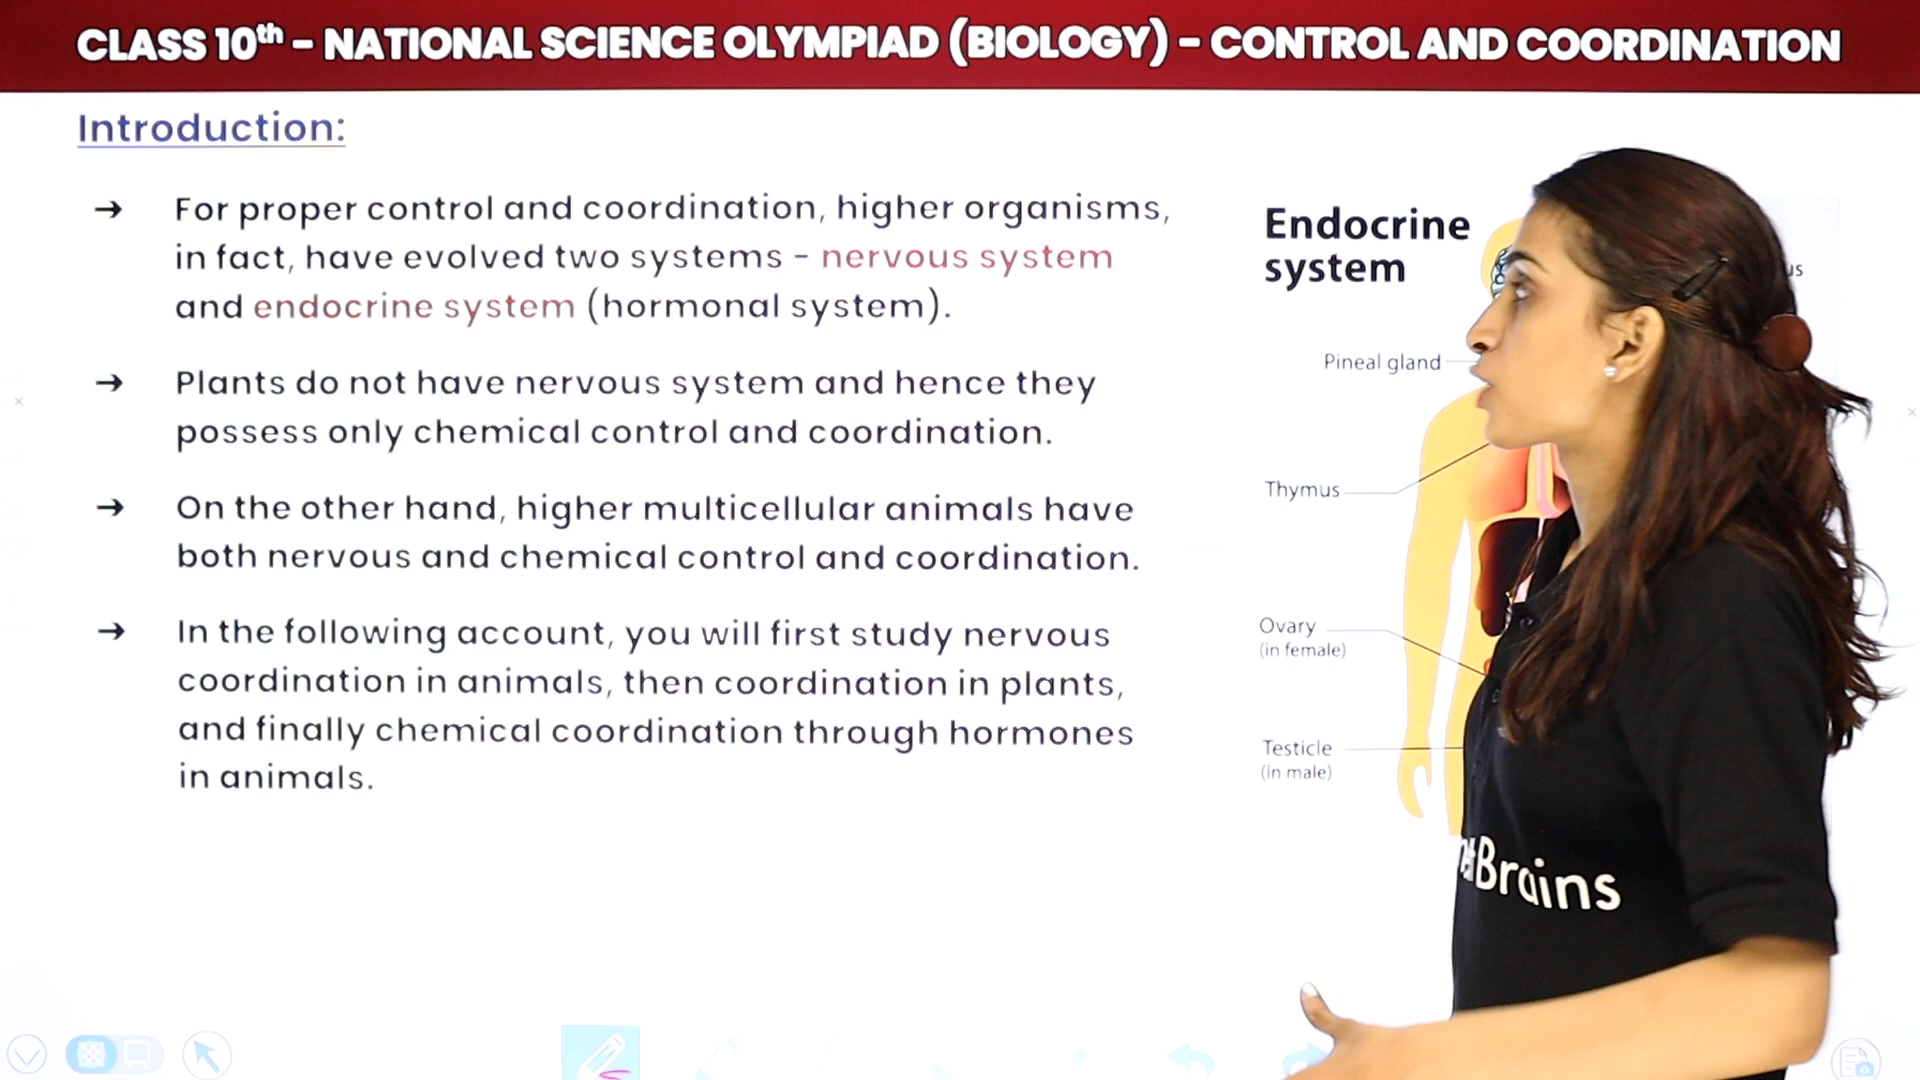 CLASS 10th - NATIONAL SCIENCE OLYMPIAD (BIOLOGY) - CONTROL AND COORDINATION
Introduction:
→ For proper control and coordination, higher organisms,
in fact, have evolved two systems - nervous system
and endocrine system (hormonal system).
→ Plants do not have nervous system and hence they
possess only chemical control and coordination.
→ On the other hand, higher multicellular animals have
both nervous and chemical control and coordination.
→ In the following account, you will first study nervous
coordination in animals, then coordination in plants,
and finally chemical coordination through hormones
in animals.
Endocrine
system
Pineal gland
Thymus
Ovary
(in female)
Testicle
(in male)
Brains